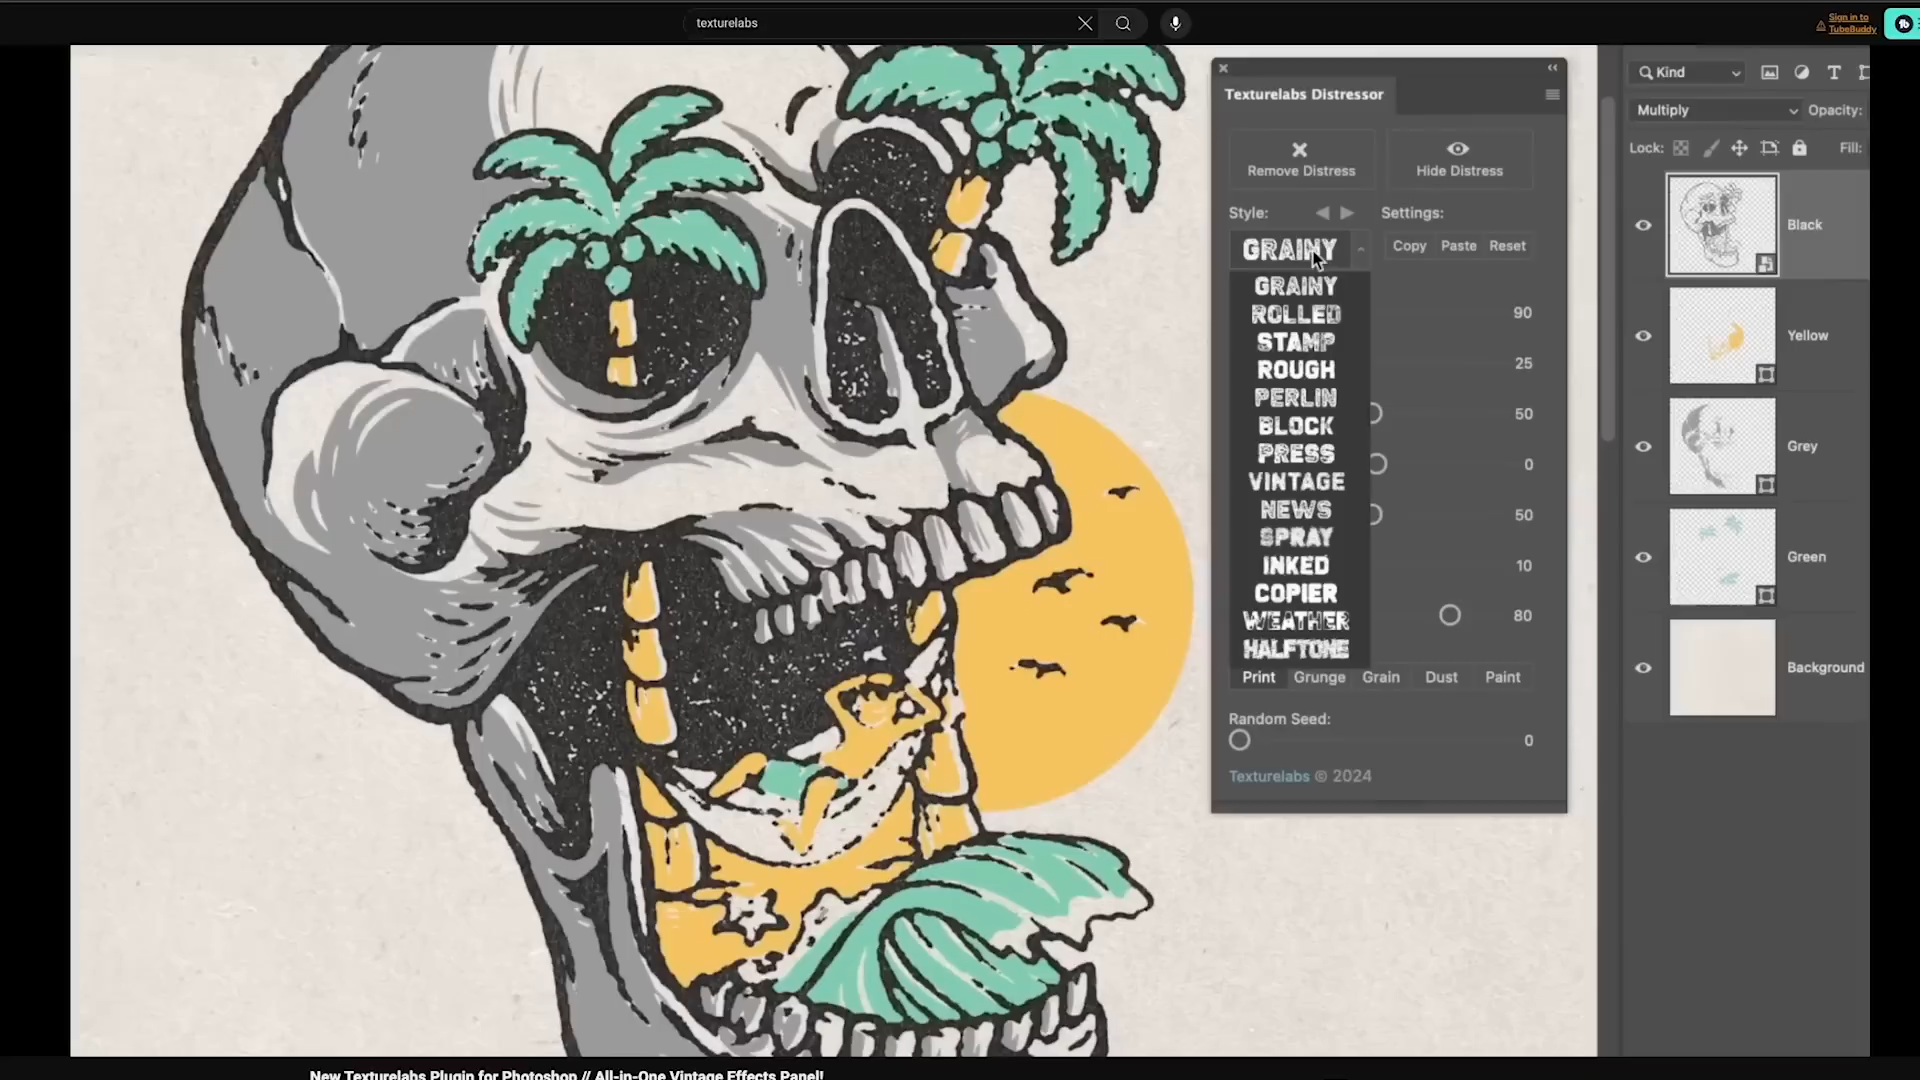 texturelabs
Sign in to
TubeBuddy
Texturelabs Distressor
Remove Distress
Hide Distress
Style:
Settings:
GRAINY
Copy Paste Reset
GRAINY
ROLLED
STAMP
ROUGH
PERLIN
BLOCK
PRESS
VINTAGE
NEWS
SPRAY
INKED
COPIER
WEATHER
HALFTONE
90
25
50
0
50
10
80
Print Grunge Grain Dust Paint
Random Seed:
0
Texturelabs © 2024
Kind
T
Multiply
Opacity:
Lock:
Fill:
Black
Yellow
Grey
Green
Background
New Texturelabs Plugin for Photoshop // All-in-One Vintage Effects Panel!